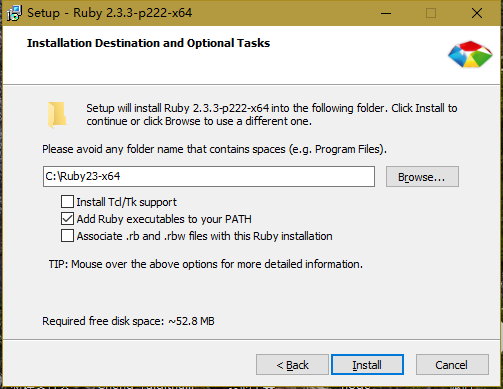 Setup - Ruby 2.3.3-p222-x64
Installation Destination and Optional Tasks
Setup will install Ruby 2.3.3-p222-x64 into the following folder. Click Install to
continue or click Browse to use a different one.
Please avoid any folder name that contains spaces (e.g. Program Files).
C:\Ruby23-x64
Browse...
Install Tcl/Tk support
Add Ruby executables to your PATH
Associate .rb and .rbw files with this Ruby installation
TIP: Mouse over the above options for more detailed information.
Required free disk space: ~52.8 MB
< Back
Install
Cancel